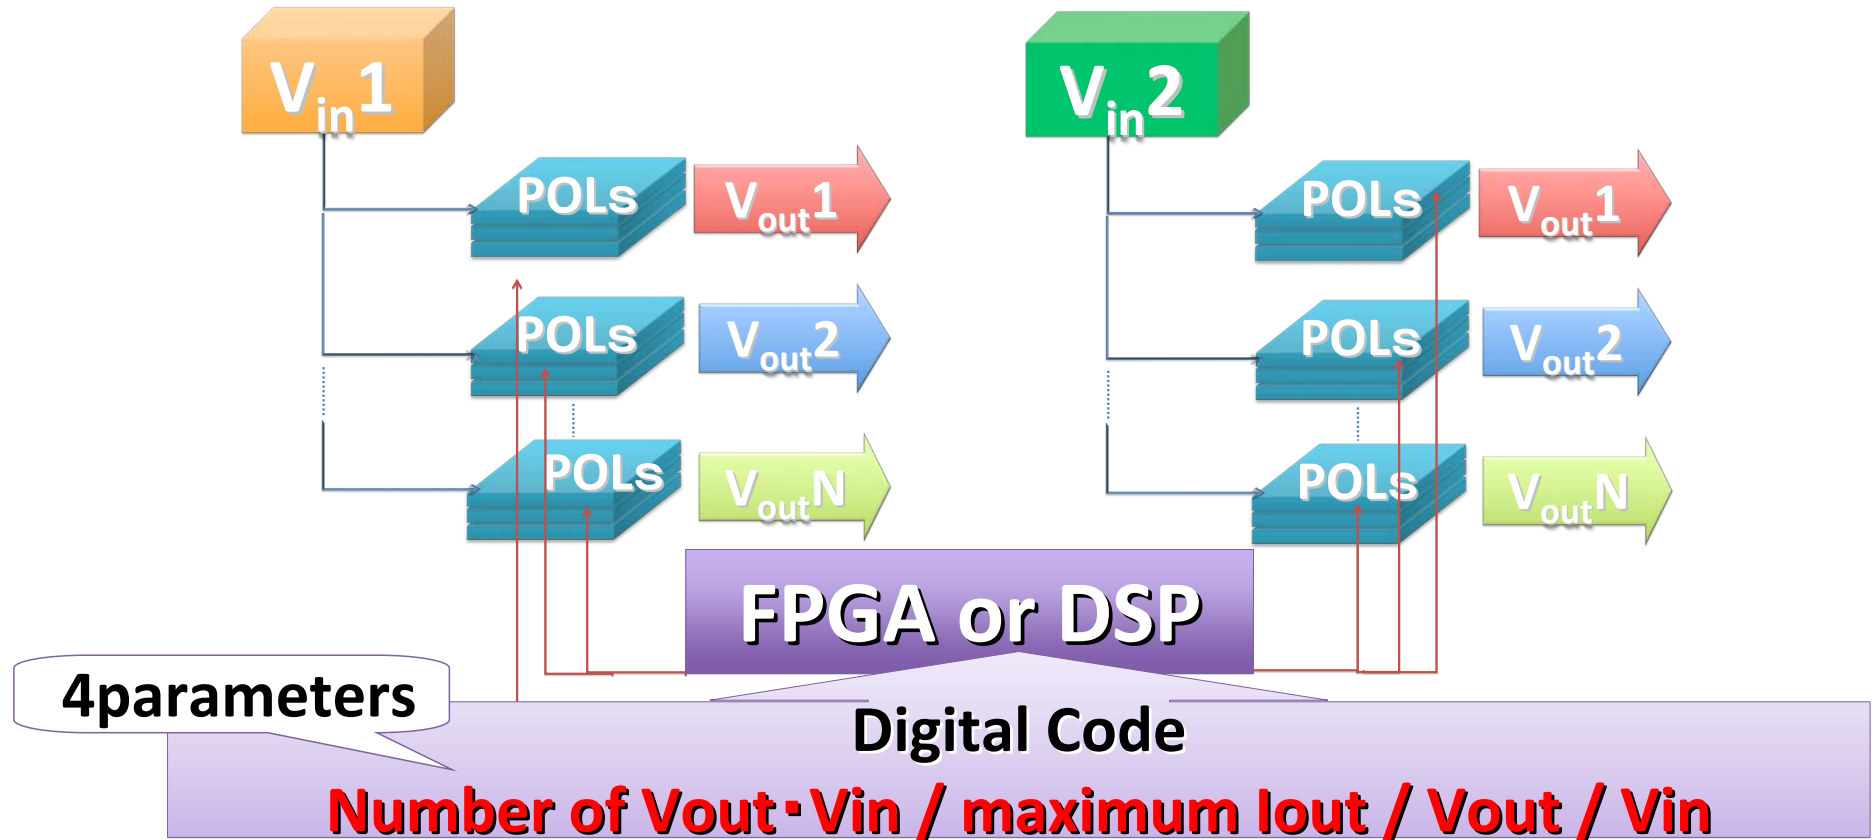 Vin1
Vin2
POLs
Vout1
POLs
Vout1
POLs
Vout2
POLs
Vout2
POLs
VoutN
POLs
VoutN
FPGA or DSP
4parameters
Digital Code
Number of Vout・Vin / maximum Iout / Vout / Vin